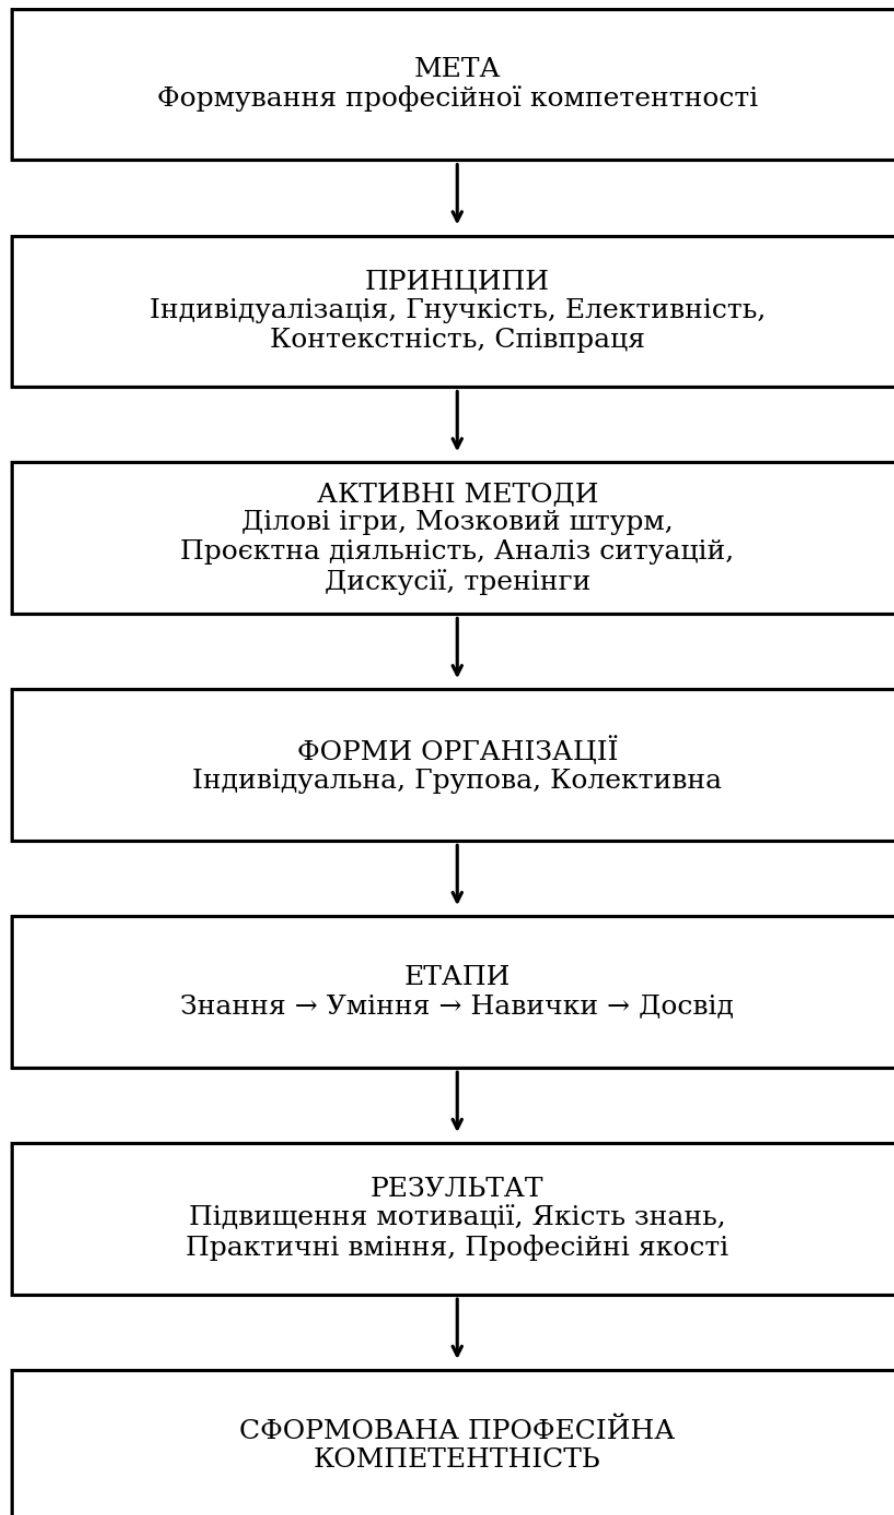 МЕТА
Формування професійної компетентності
ПРИНЦИПИ
Індивідуалізація, Гнучкість, Елективність,
Контекстність, Співпраця
АКТИВНІ МЕТОДИ
Ділові ігри, Мозковий штурм,
Проєктна діяльність, Аналіз ситуацій,
Дискусії, тренінги
ФОРМИ ОРГАНІЗАЦІЇ
Індивідуальна, Групова, Колективна
ЕТАПИ
Знання → Уміння → Навички → Досвід
РЕЗУЛЬТАТ
Підвищення мотивації, Якість знань,
Практичні вміння, Професійні якості
СФОРМОВАНА ПРОФЕСІЙНА
КОМПЕТЕНТНІСТЬ